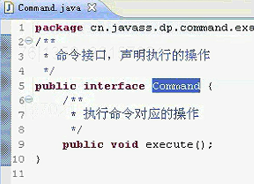 Command.java
1 package cn.javass.dp.command.exa
2 /**
3 * 命令接口，声明执行的操作
4 */
5 public interface Command {
6 /**
7 * 执行命令对应的操作
8 */
9 public void execute();
10 }